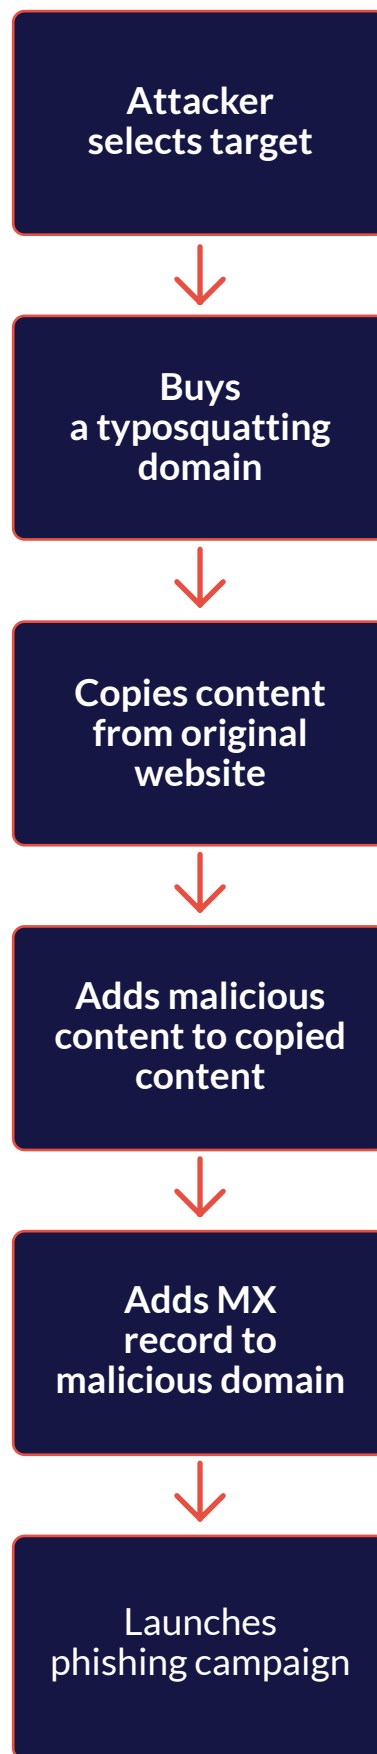 Attacker
selects target
Buys
a typosquatting
domain
Copies content
from original
website
Adds malicious
content to copied
content
Adds MX
record to
malicious domain
Launches
phishing campaign